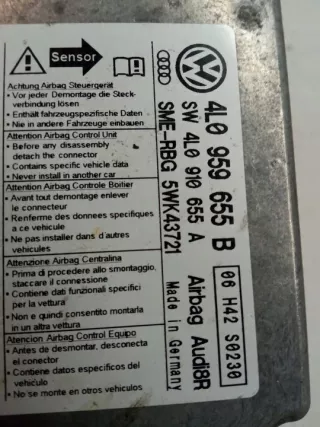 Sensor
Achtung Airbag Steuergerät
• Vor jeder Demontage die Steck-
verbindung lösen
• Enthält fahrzeugspezifische Daten
• Nie in andere Fahrzeuge einbauen
Attention Airbag Control Unit
• Before any disassembly
detach the connector
• Contains specific vehicle data
• Never install in another car
Attention Airbag Controle Boitier
• Avant tout demontage enlever
le connecteur
• Renferme des donnees specifiques
a ce vehicule
• Ne pas installer dans d'autres
vehicules
Attenzione Airbag Centralina
• Prima di procedere allo smontaggio,
staccare il connessione
• Contiene dati funzionali specifici
per la vettura
• Non e quindi consentito montarla
in un altra vettura
Atencion Airbag Control Equipo
• Antes de desmontar, desconecta
el conector
• Contiene datos especificos del
vehiculo
• No se monte en otros vehiculos
4L0 959 655 B
SW 4L0 910 655 A
SME-RBG 5WK43721
06 H42 S0230
Airbag Audi8R
Made in Germany